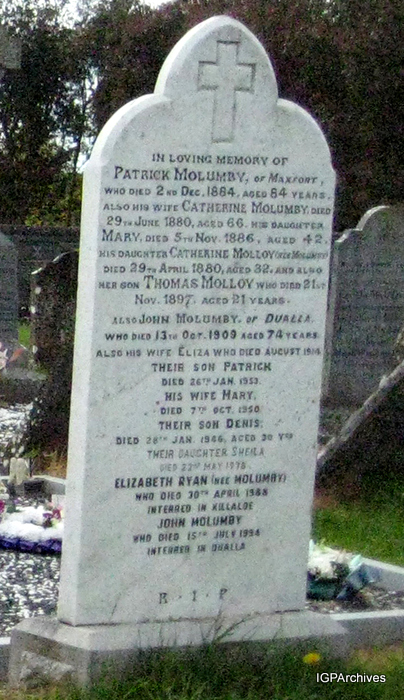 IN LOVING MEMORY OF
PATRICK MOLUMBY, OF MAXFORT,
WHO DIED 2ND DEC. 1884, AGED 84 YEARS.
ALSO HIS WIFE CATHERINE MOLUMBY, DIED
29TH JUNE 1880, AGED 66. HIS DAUGHTER
MARY, DIED 5TH NOV. 1886, AGED 42.
HIS DAUGHTER CATHERINE MOLLOY (NEE MOLUMBY)
DIED 29TH APRIL 1880, AGED 32. AND ALSO
HER SON THOMAS MOLLOY WHO DIED 21ST
NOV. 1897. AGED 21 YEARS.
ALSO JOHN MOLUMBY, OF DUALLA.
WHO DIED 13TH OCT. 1909 AGED 74 YEARS.
ALSO HIS WIFE ELIZA WHO DIED AUGUST 1914.
THEIR SON PATRICK
DIED 26TH JAN. 1953.
HIS WIFE MARY,
DIED 7TH OCT. 1950
THEIR SON DENIS;
DIED 28TH JAN. 1946, AGED 30 YRS
THEIR DAUGHTER SHEILA
DIED 22ND MAY 1978
ELIZABETH RYAN (NEE MOLUMBY)
WHO DIED 30TH APRIL 1988
INTERRED IN KILLALOE
JOHN MOLUMBY
WHO DIED 15TH JULY 1994
INTERRED IN DUALLA
R · I · P
IGPArchives